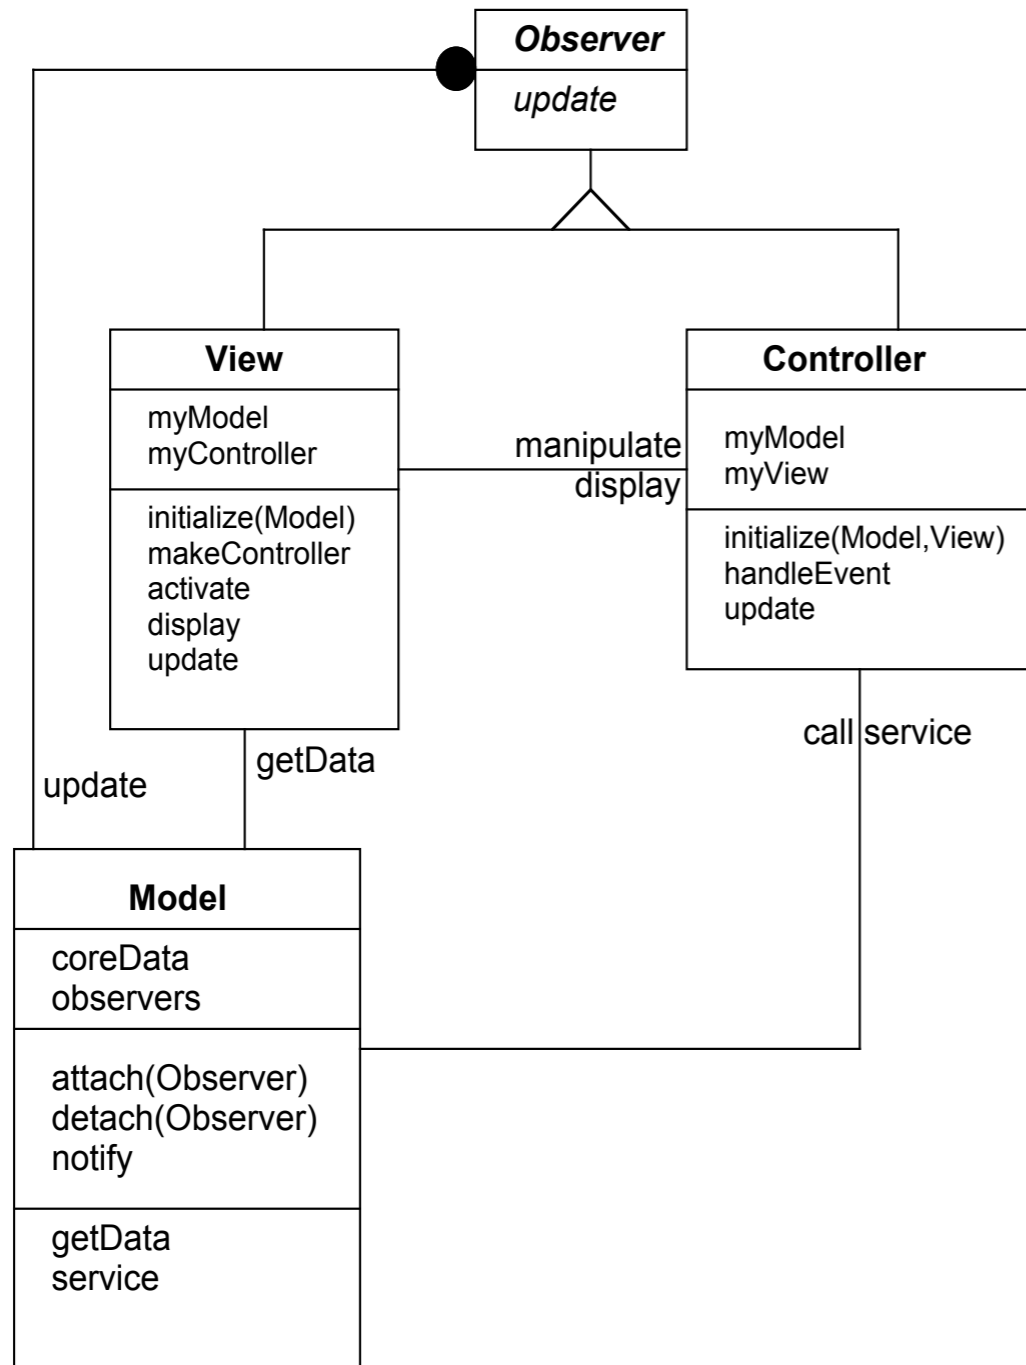 Observer
update
View
myModel
myController
initialize(Model)
makeController
activate
display
update
manipulate
display
Controller
myModel
myView
initialize(Model,View)
handleEvent
update
call service
getData
update
Model
coreData
observers
attach(Observer)
detach(Observer)
notify
getData
service